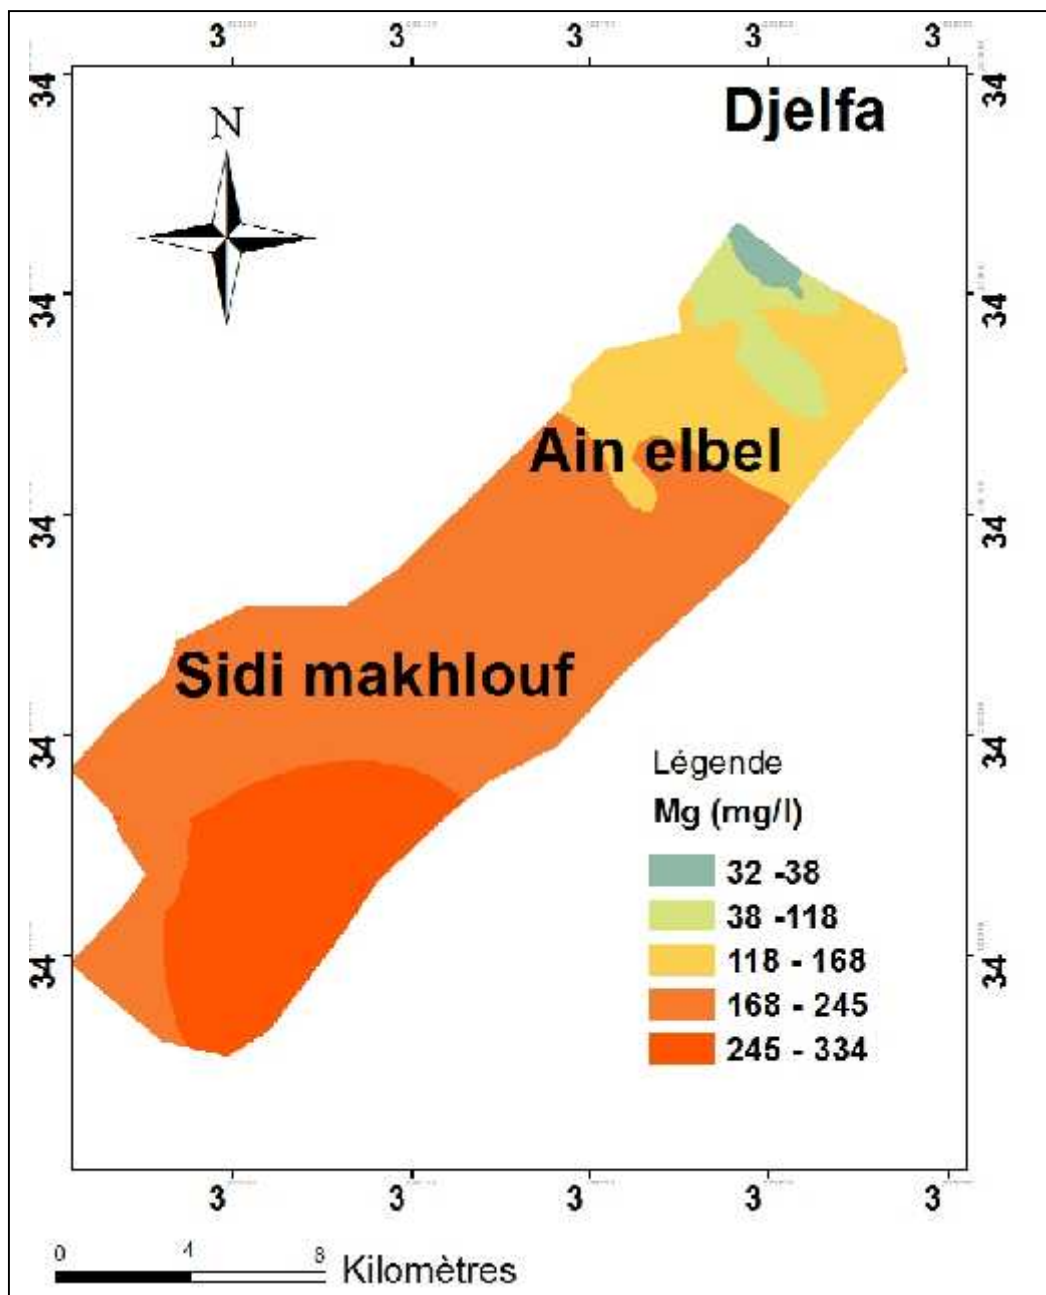 3 3 3 3 3
34 34
Djelfa
N
34 34
Ain elbel
34 34
Sidi makhlouf
34 34
Légende
Mg (mg/l)
32 -38
38 -118
118 - 168
34 34
168 - 245
245 - 334
3 3 3 3 3
0 4 8
Kilomètres